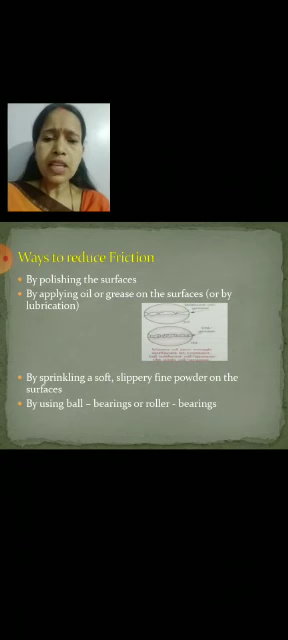 Ways to reduce Friction
By polishing the surfaces
By applying oil or grease on the surfaces (or by
lubrication)
By sprinkling a soft, slippery fine powder on the
surfaces
By using ball – bearings or roller - bearings